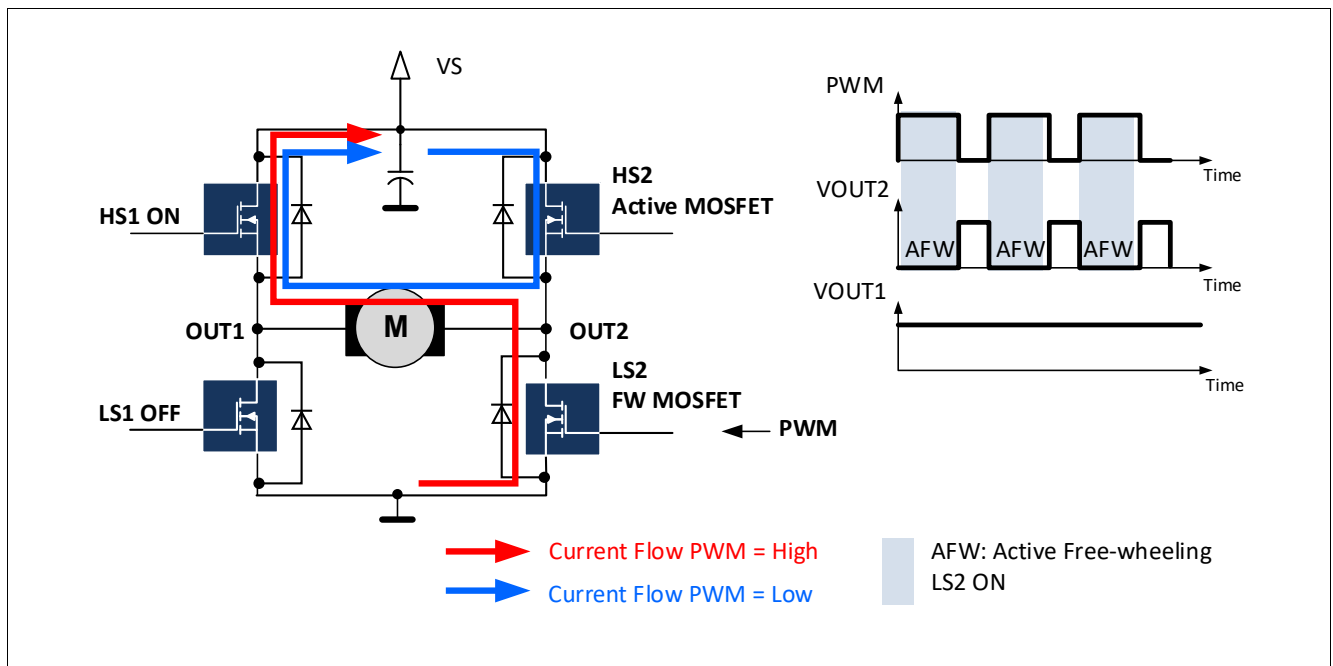 VS
HS1 ON
HS2
Active MOSFET
OUT1
M
OUT2
LS1 OFF
LS2
FW MOSFET
PWM
PWM
Time
VOUT2
AFW
AFW
AFW
Time
VOUT1
Time
Current Flow PWM = High
Current Flow PWM = Low
AFW: Active Free-wheeling
LS2 ON